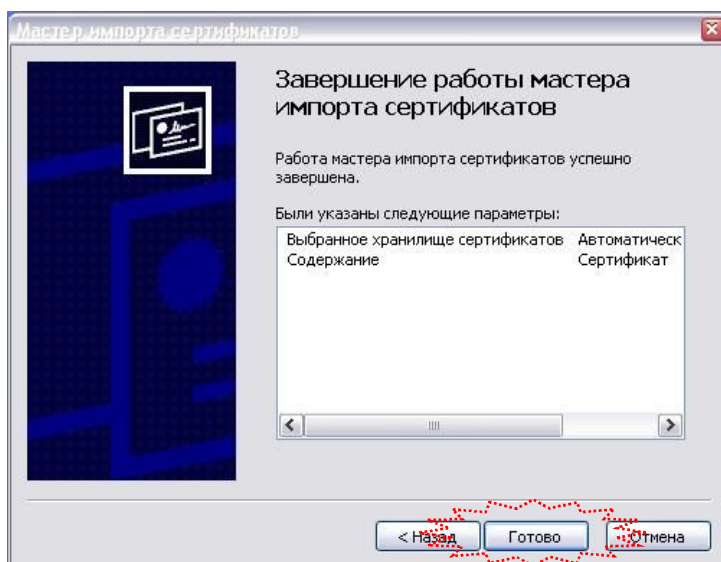 Мастер импорта сертификатов
Завершение работы мастера
импорта сертификатов
Работа мастера импорта сертификатов успешно
завершена.
Были указаны следующие параметры:
Выбранное хранилище сертификатов Автоматическ
Содержание Сертификат
< Назад Готово Отмена